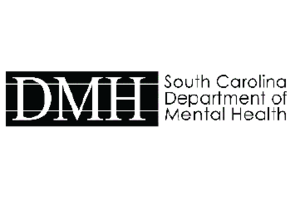 DMH
South Carolina
Department of
Mental Health